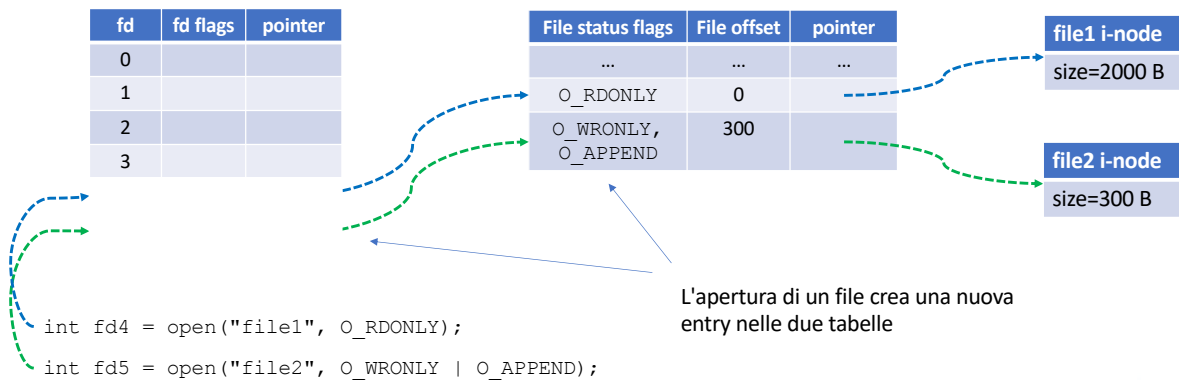 fd fd flags pointer
0
1
2
3
File status flags File offset pointer
... ... ...
O_RDONLY 0
O_WRONLY, 300
O_APPEND
file1 i-node
size=2000 B
file2 i-node
size=300 B
L'apertura di un file crea una nuova
entry nelle due tabelle
int fd4 = open("file1", O_RDONLY);
int fd5 = open("file2", O_WRONLY | O_APPEND);